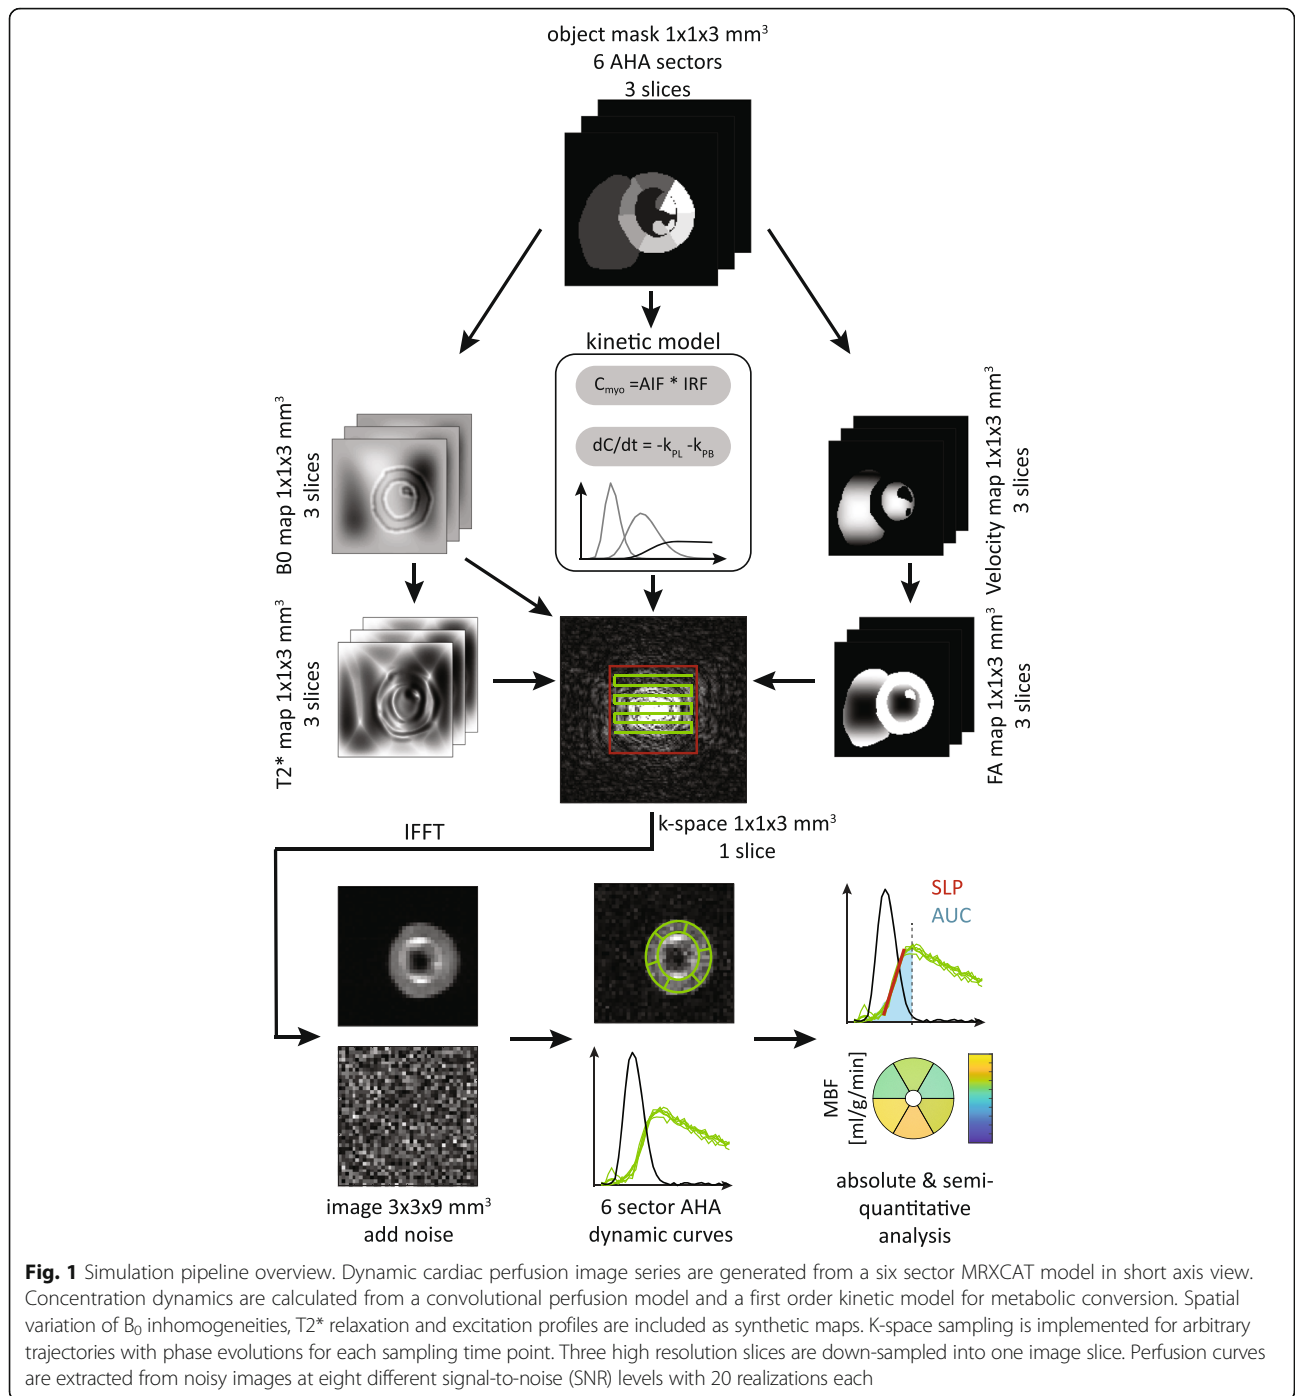 object mask 1x1x3 mm³
6 AHA sectors
3 slices
kinetic model
C_myo =AIF * IRF
dC/dt = -k_PL -k_PB
B0 map 1x1x3 mm³
3 slices
Velocity map 1x1x3 mm³
3 slices
T2* map 1x1x3 mm³
3 slices
FA map 1x1x3 mm³
3 slices
k-space 1x1x3 mm³
1 slice
IFFT
SLP
AUC
MBF
[ml/g/min]
image 3x3x9 mm³
add noise
6 sector AHA
dynamic curves
absolute & semi-
quantitative
analysis
Fig. 1 Simulation pipeline overview. Dynamic cardiac perfusion image series are generated from a six sector MRXCAT model in short axis view.
Concentration dynamics are calculated from a convolutional perfusion model and a first order kinetic model for metabolic conversion. Spatial
variation of B₀ inhomogeneities, T2* relaxation and excitation profiles are included as synthetic maps. K-space sampling is implemented for arbitrary
trajectories with phase evolutions for each sampling time point. Three high resolution slices are down-sampled into one image slice. Perfusion curves
are extracted from noisy images at eight different signal-to-noise (SNR) levels with 20 realizations each